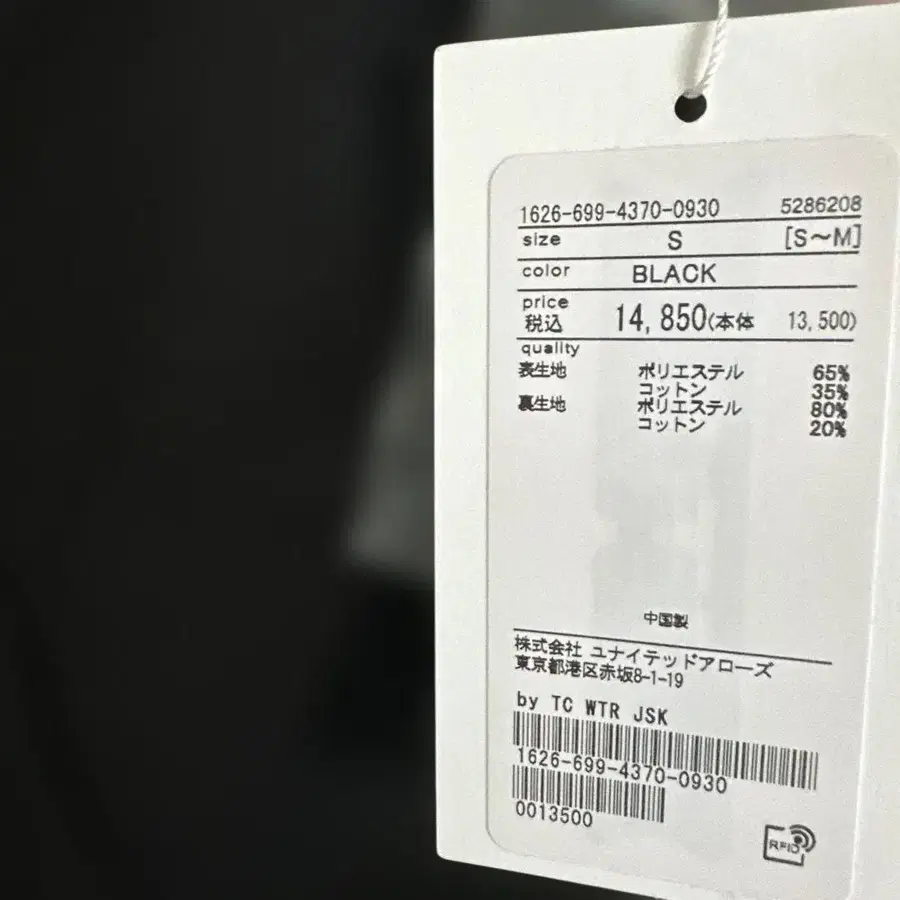 1626-699-4370-0930 5286208
size S [S～M]
color BLACK
price
税込 14,850(本体 13,500)
quality
表生地 ポリエステル 65%
コットン 35%
裏生地 ポリエステル 80%
コットン 20%
中国製
株式会社 ユナイテッドアローズ
東京都港区赤坂8-1-19
by TC WTR JSK
1626-699-4370-0930
0013500
RFID